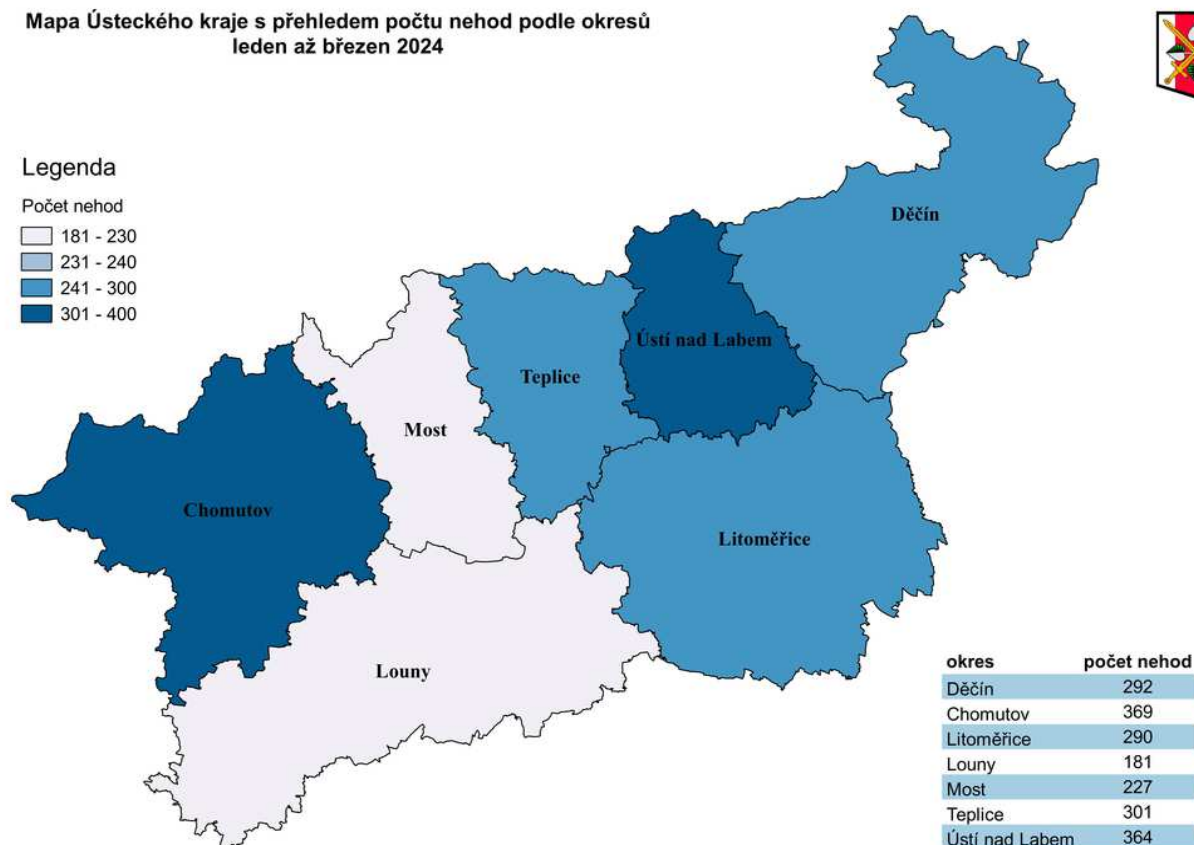 Mapa Ústeckého kraje s přehledem počtu nehod podle okresů
leden až březen 2024
Legenda
Počet nehod
181 - 230
231 - 240
241 - 300
301 - 400
Děčín
Ústí nad Labem
Teplice
Most
Chomutov
Litoměřice
Louny
okres počet nehod
Děčín 292
Chomutov 369
Litoměřice 290
Louny 181
Most 227
Teplice 301
Ústí nad Labem 364